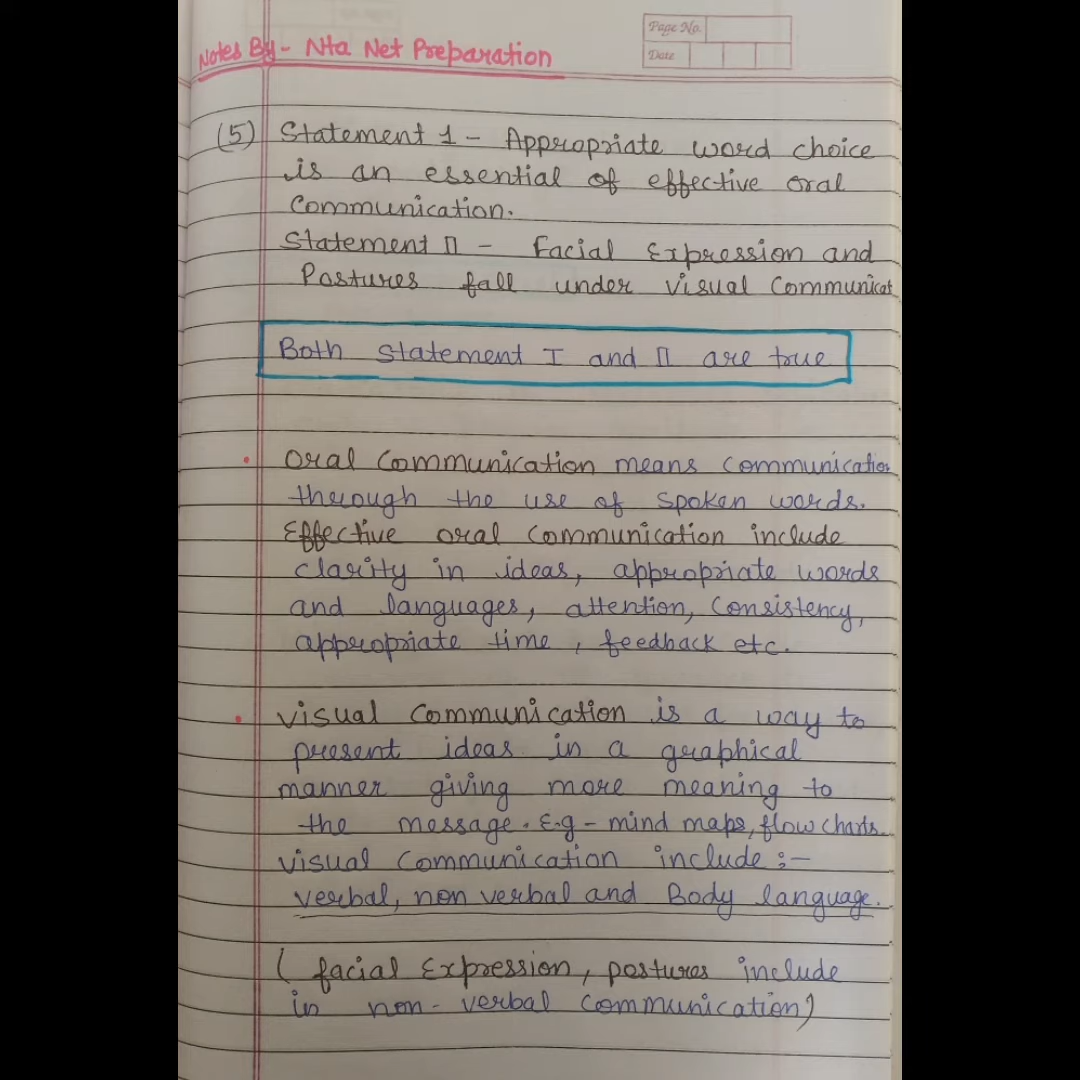 Page No.
Date
Notes By - Nta Net Preparation
(5) Statement 1 - Appropriate word choice
is an essential of effective oral
Communication.
Statement II - Facial Expression and
Postures fall under visual Communicat
Both statement I and II are true
• Oral Communication means communication
through the use of spoken words.
Effective oral communication include
clarity in ideas, appropriate words
and languages, attention, consistency,
appropriate time, feedback etc.
• Visual Communication is a way to
present ideas in a graphical
manner giving more meaning to
the message. E.g - mind maps, flow charts.
visual communication include :-
verbal, non verbal and Body language.
( facial Expression, postures include
in non-verbal communication)